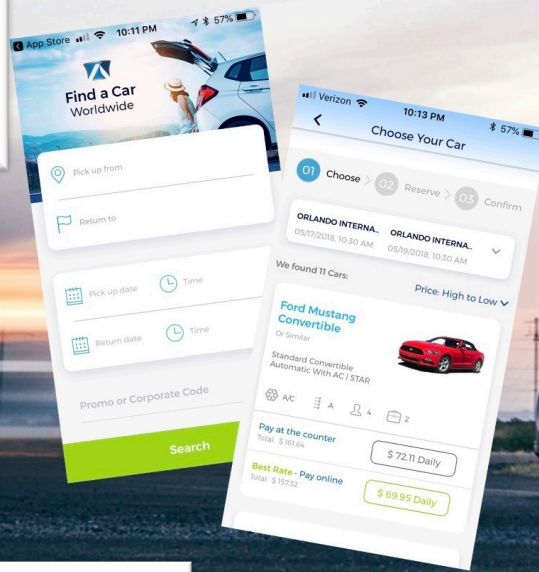 App Store 10:11 PM 57%
Find a Car
Worldwide
Pick up from
Return to
Pick up date Time
Return date Time
Promo or Corporate Code
Search
Verizon 10:13 PM 57%
Choose Your Car
01 Choose > 02 Reserve > 03 Confirm
ORLANDO INTERNA.. ORLANDO INTERNA..
05/17/2018, 10:30 AM 05/19/2018, 10:30 AM
We found 11 Cars:
Price: High to Low
Ford Mustang
Convertible
Or Similar
Standard Convertible
Automatic With AC | STAR
A/C A 4 2
Pay at the counter
Total: $ 161.64
$ 72.11 Daily
Best Rate - Pay online
Total: $ 157.32
$ 69.95 Daily